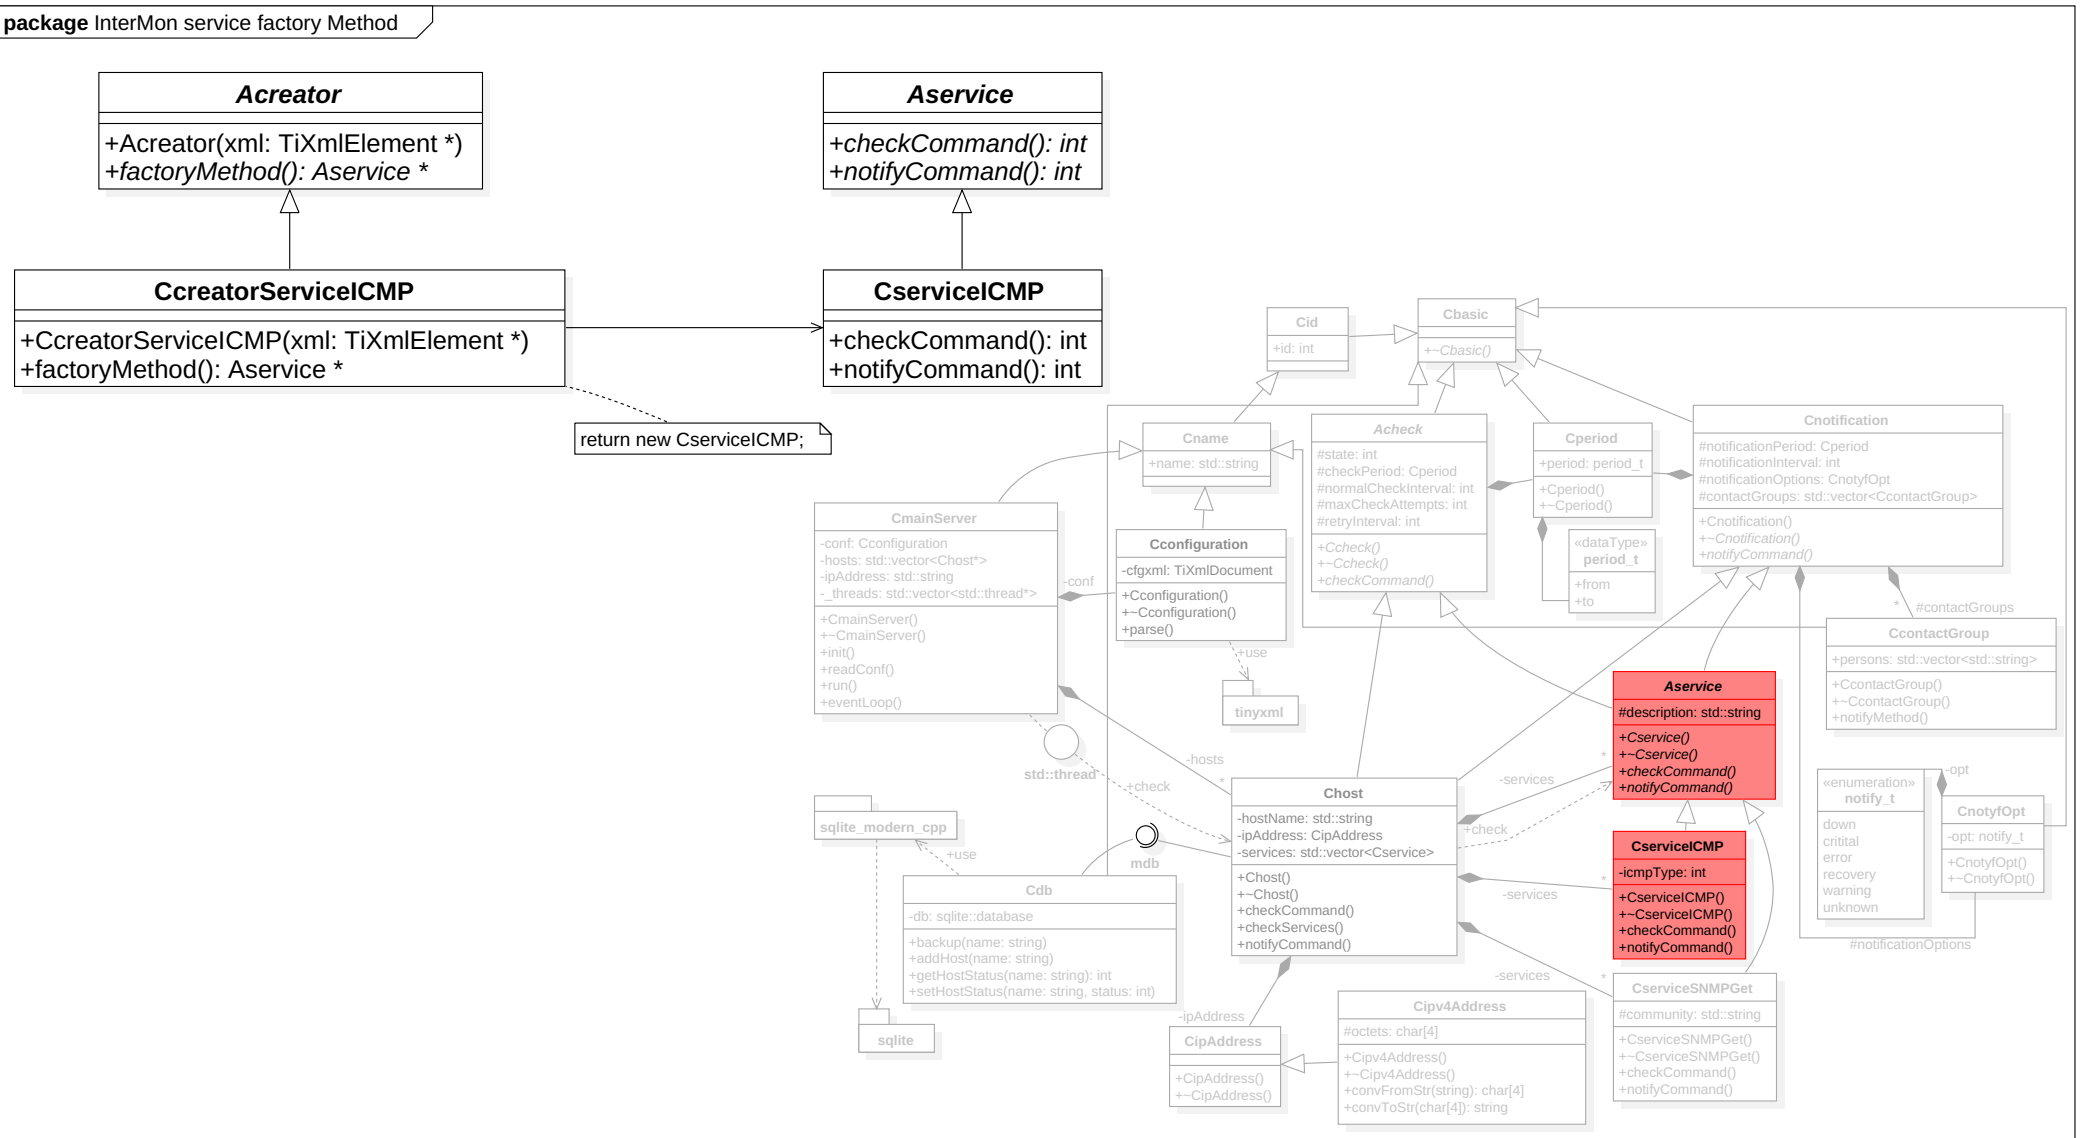 package InterMon service factory Method
Acreator
+Acreator(xml: TiXmlElement *)
+factoryMethod(): Aservice *
Aservice
+checkCommand(): int
+notifyCommand(): int
CcreatorServiceICMP
+CcreatorServiceICMP(xml: TiXmlElement *)
+factoryMethod(): Aservice *
CserviceICMP
+checkCommand(): int
+notifyCommand(): int
return new CserviceICMP;
Cid
+id: int
Cbasic
+~Cbasic()
Cname
+name: std::string
Acheck
#state: int
#checkPeriod: Cperiod
#normalCheckInterval: int
#maxCheckAttempts: int
#retryInterval: int
+Ccheck()
+~Ccheck()
+checkCommand()
Cperiod
+period: period_t
+Cperiod()
+~Cperiod()
«dataType»
period_t
+from
+to
Cnotification
#notificationPeriod: Cperiod
#notificationInterval: int
#notificationOptions: CnotyfOpt
#contactGroups: std::vector<CcontactGroup>
+Cnotification()
+~Cnotification()
+notifyCommand()
CmainServer
-conf: Cconfiguration
-hosts: std::vector<Chost*>
-ipAddress: std::string
-_threads: std::vector<std::thread*>
+CmainServer()
+~CmainServer()
+init()
+readConf()
+run()
+eventLoop()
-conf
Cconfiguration
-cfgxml: TiXmlDocument
+Cconfiguration()
+~Cconfiguration()
+parse()
+use
tinyxml
* #contactGroups
CcontactGroup
+persons: std::vector<std::string>
+CcontactGroup()
+~CcontactGroup()
+notifyMethod()
Aservice
#description: std::string
+Cservice()
+~Cservice()
+checkCommand()
+notifyCommand()
std::thread
-hosts
*
+check
-services
*
+check
Chost
-hostName: std::string
-ipAddress: CipAddress
-services: std::vector<Cservice>
+Chost()
+~Chost()
+checkCommand()
+checkServices()
+notifyCommand()
«enumeration»
notify_t
down
critital
error
recovery
warning
unknown
-opt
CnotyfOpt
-opt: notify_t
+CnotyfOpt()
+~CnotyfOpt()
#notificationOptions
sqlite_modern_cpp
+use
mdb
CserviceICMP
-icmpType: int
+CserviceICMP()
+~CserviceICMP()
+checkCommand()
+notifyCommand()
-services
*
Cdb
-db: sqlite::database
+backup(name: string)
+addHost(name: string)
+getHostStatus(name: string): int
+setHostStatus(name: string, status: int)
sqlite
-services
*
CserviceSNMPGet
#community: std::string
+CserviceSNMPGet()
+~CserviceSNMPGet()
+checkCommand()
+notifyCommand()
-ipAddress
CipAddress
+CipAddress()
+~CipAddress()
Cipv4Address
#octets: char[4]
+Cipv4Address()
+~Cipv4Address()
+convFromStr(string): char[4]
+convToStr(char[4]): string